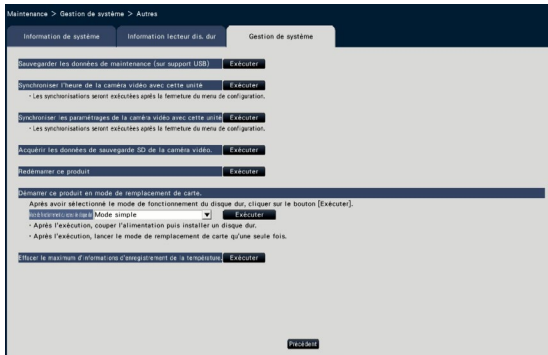 Maintenance > Gestion de système > Autres
Information de système Information lecteur dis. dur Gestion de système
Sauvegarder les données de maintenance (sur support USB) Exécuter
Synchroniser l'heure de la caméra vidéo avec cette unité Exécuter
・Les synchronisations seront exécutées après la fermeture du menu de configuration.
Synchroniser les paramétrages de la caméra vidéo avec cette unité Exécuter
・Les synchronisations seront exécutées après la fermeture du menu de configuration.
Acquérir les données de sauvegarde SD de la caméra vidéo. Exécuter
Redémarrer ce produit Exécuter
Démarrer ce produit en mode de remplacement de carte.
Après avoir sélectionné le mode de fonctionnement du disque dur, cliquer sur le bouton [Exécuter].
Mode simple Exécuter
・Après l'exécution, couper l'alimentation puis installer un disque dur.
・Après l'exécution, lancer le mode de remplacement de carte qu'une seule fois.
Effacer le maximum d'informations d'enregistrement de la température. Exécuter
Précédent